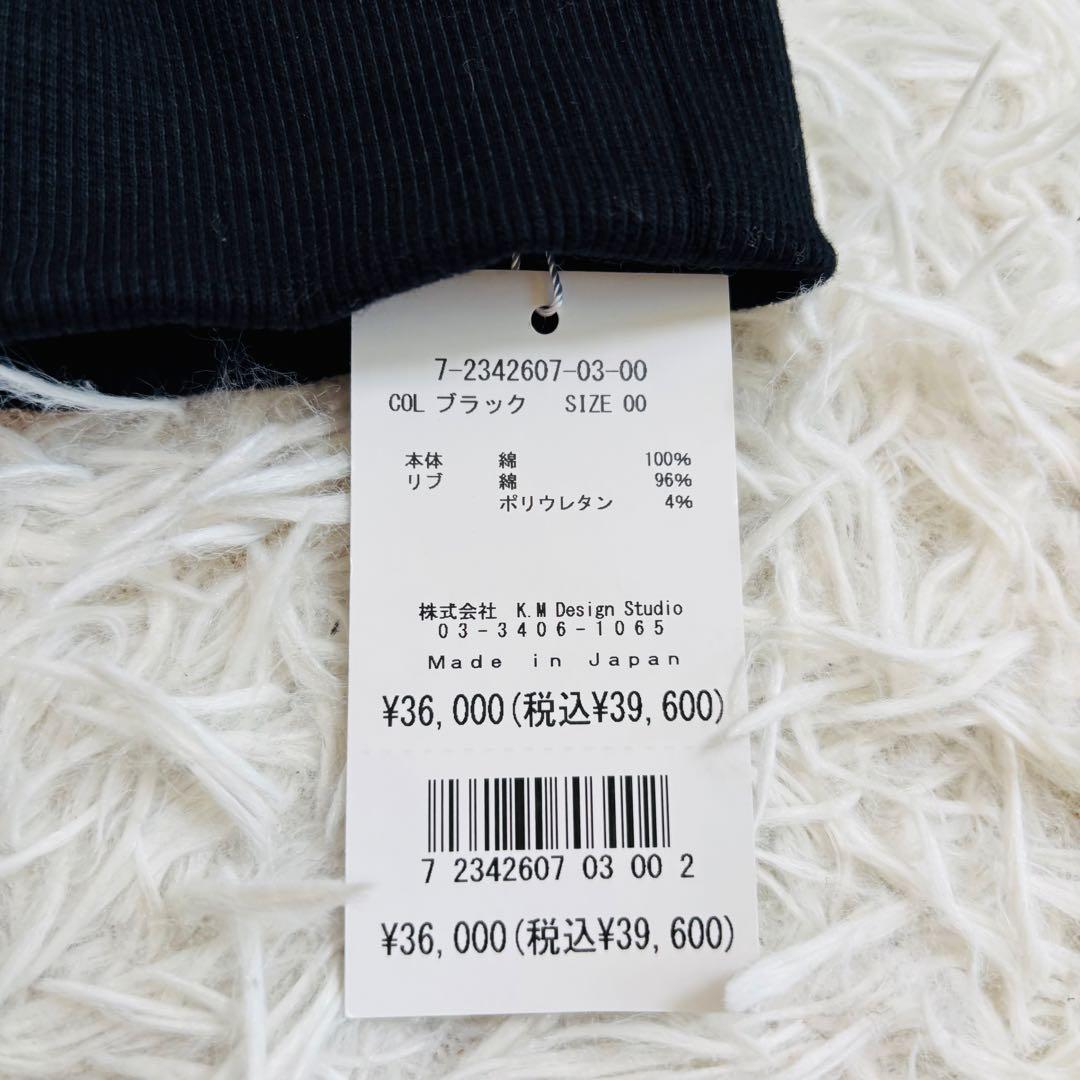 7-2342607-03-00
COL ブラック SIZE 00
本体 綿 100%
リブ 綿 96%
ポリウレタン 4%
株式会社 K.M Design Studio
03-3406-1065
Made in Japan
¥36,000(税込¥39,600)
7 2342607 03 00 2
¥36,000(税込¥39,600)